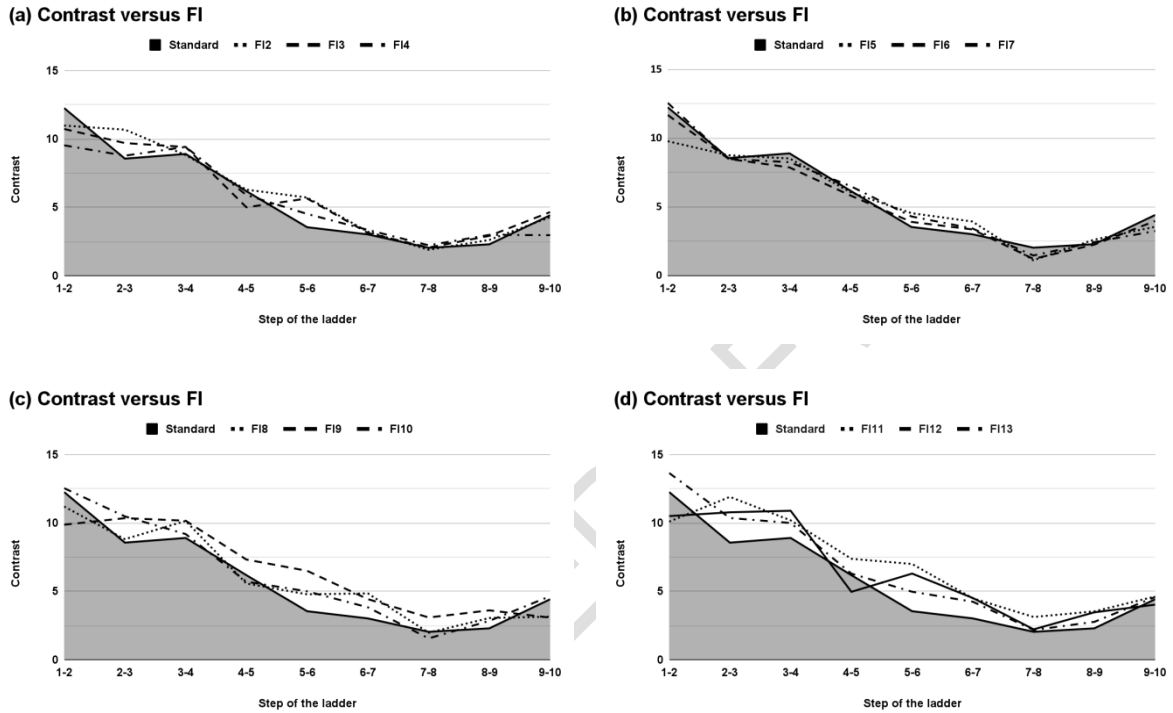 (a) Contrast versus FI
Standard FI2 FI3 FI4
15
10
5
0
Contrast
1-2 2-3 3-4 4-5 5-6 6-7 7-8 8-9 9-10
Step of the ladder
(b) Contrast versus FI
Standard FI5 FI6 FI7
15
10
5
0
Contrast
1-2 2-3 3-4 4-5 5-6 6-7 7-8 8-9 9-10
Step of the ladder
(c) Contrast versus FI
Standard FI8 FI9 FI10
15
10
5
0
Contrast
1-2 2-3 3-4 4-5 5-6 6-7 7-8 8-9 9-10
Step of the ladder
(d) Contrast versus FI
Standard FI11 FI12 FI13
15
10
5
0
Contrast
1-2 2-3 3-4 4-5 5-6 6-7 7-8 8-9 9-10
Step of the ladder